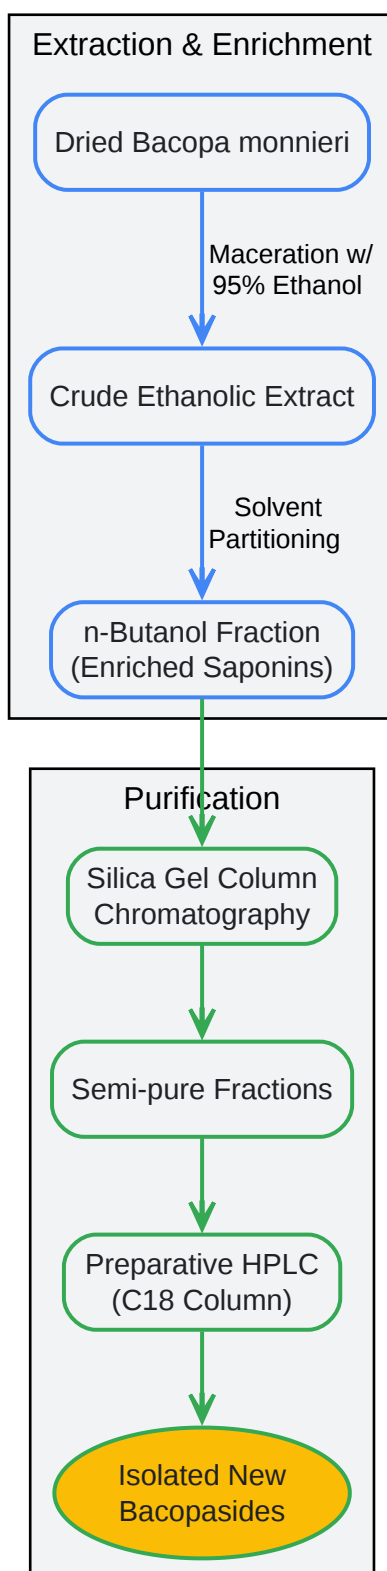 Extraction & Enrichment
Dried Bacopa monnieri
Maceration w/
95% Ethanol
Crude Ethanolic Extract
Solvent
Partitioning
n-Butanol Fraction
(Enriched Saponins)
Purification
Silica Gel Column
Chromatography
Semi-pure Fractions
Preparative HPLC
(C18 Column)
Isolated New
Bacopasides